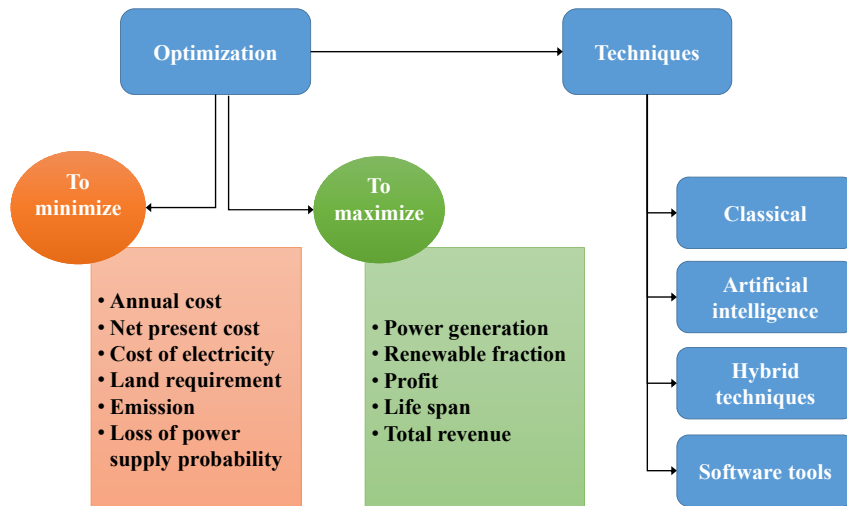 Optimization
Techniques
To
minimize
To
maximize
• Annual cost
• Net present cost
• Cost of electricity
• Land requirement
• Emission
• Loss of power
supply probability
• Power generation
• Renewable fraction
• Profit
• Life span
• Total revenue
Classical
Artificial
intelligence
Hybrid
techniques
Software tools